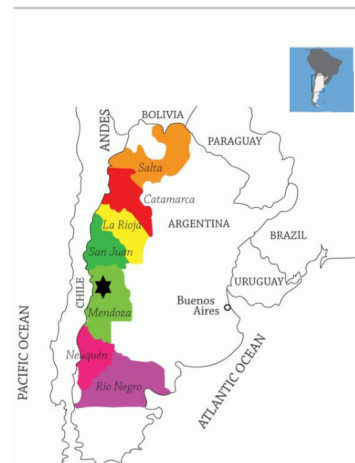 BOLIVIA
ANDES
PARAGUAY
Salta
Catamarca
La Rioja
ARGENTINA
BRAZIL
San Juan
CHILE
URUGUAY
Buenos
Aires
Mendoza
PACIFIC OCEAN
Neuquén
ATLANTIC OCEAN
Rio Negro